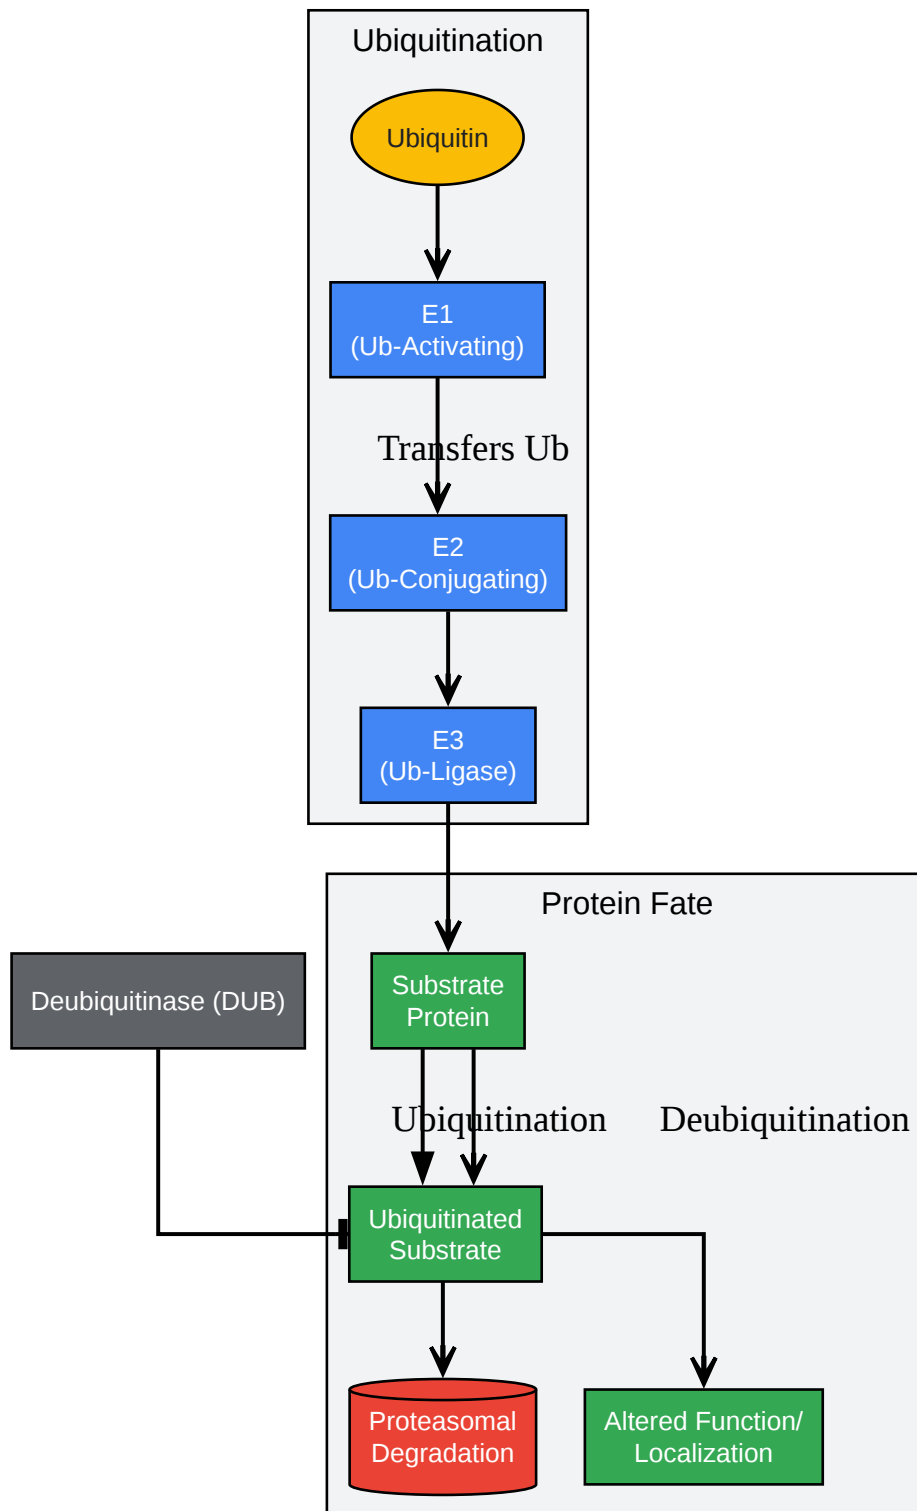 Ubiquitination
Ubiquitin
E1
(Ub-Activating)
Transfers Ub
E2
(Ub-Conjugating)
E3
(Ub-Ligase)
Protein Fate
Deubiquitinase (DUB)
Substrate
Protein
Ubiquitination
Deubiquitination
Ubiquitinated
Substrate
Proteasomal
Degradation
Altered Function/
Localization